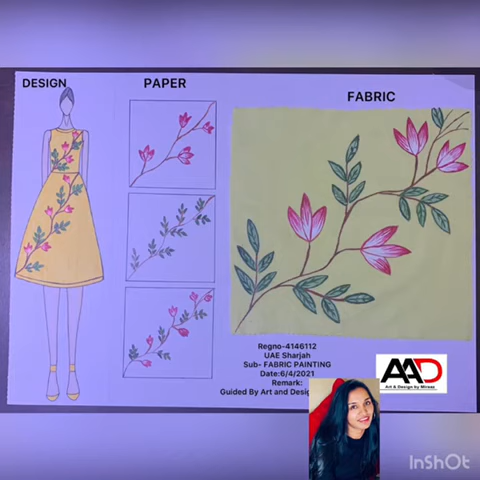 DESIGN
PAPER
FABRIC
Regno-4146112
UAE Sharjah
Sub- FABRIC PAINTING
Date:6/4/2021
Remark:
Guided By Art and Desig
AAD
Art & Design by Miraaz
InShOt